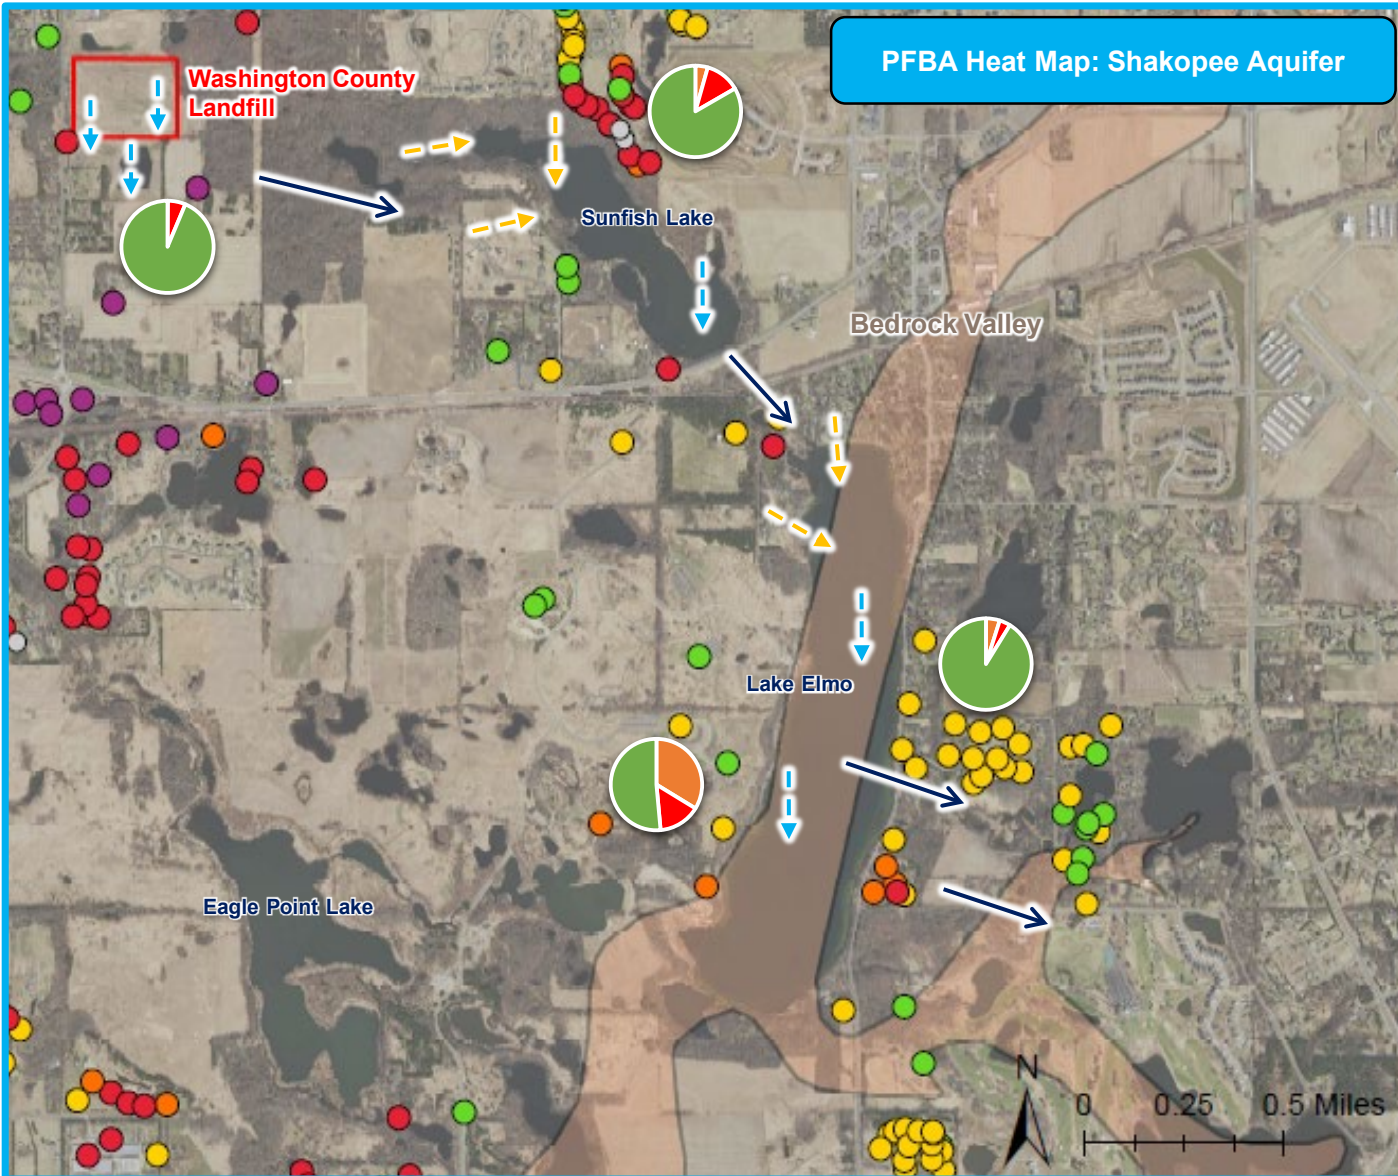 PFBA Heat Map: Shakopee Aquifer
Washington County
Landfill
Sunfish Lake
Bedrock Valley
Lake Elmo
Eagle Point Lake
N
0 0.25 0.5 Miles